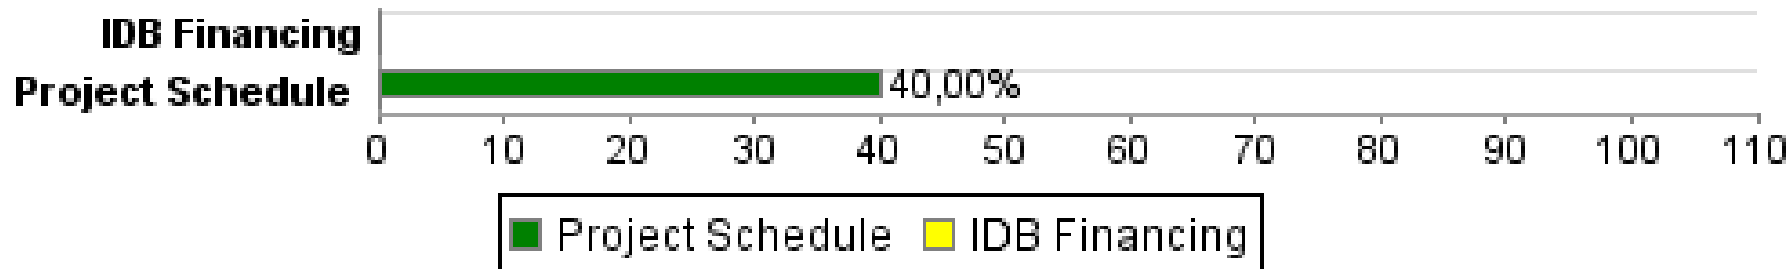 IDB Financing
Project Schedule 40,00%
0 10 20 30 40 50 60 70 80 90 100 110
Project Schedule IDB Financing